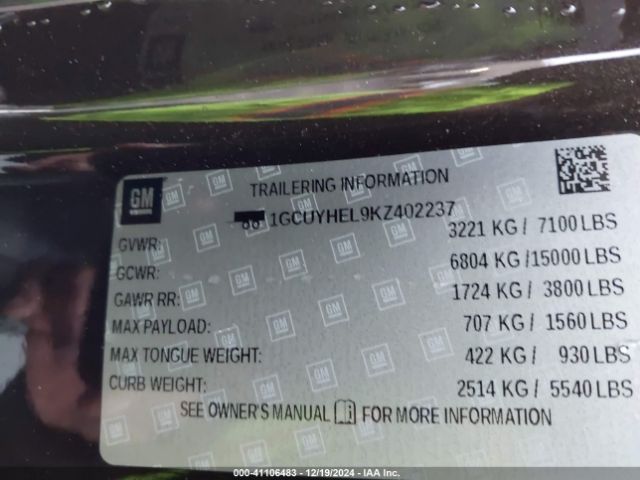 GM
TRAILERING INFORMATION
1GCUYHEL9KZ402237
GVWR: 3221 KG / 7100 LBS
GCWR: 6804 KG / 15000 LBS
GAWR RR: 1724 KG / 3800 LBS
MAX PAYLOAD: 707 KG / 1560 LBS
MAX TONGUE WEIGHT: 422 KG / 930 LBS
CURB WEIGHT: 2514 KG / 5540 LBS
SEE OWNER'S MANUAL FOR MORE INFORMATION
000-41106483 - 12/19/2024 - IAA Inc.